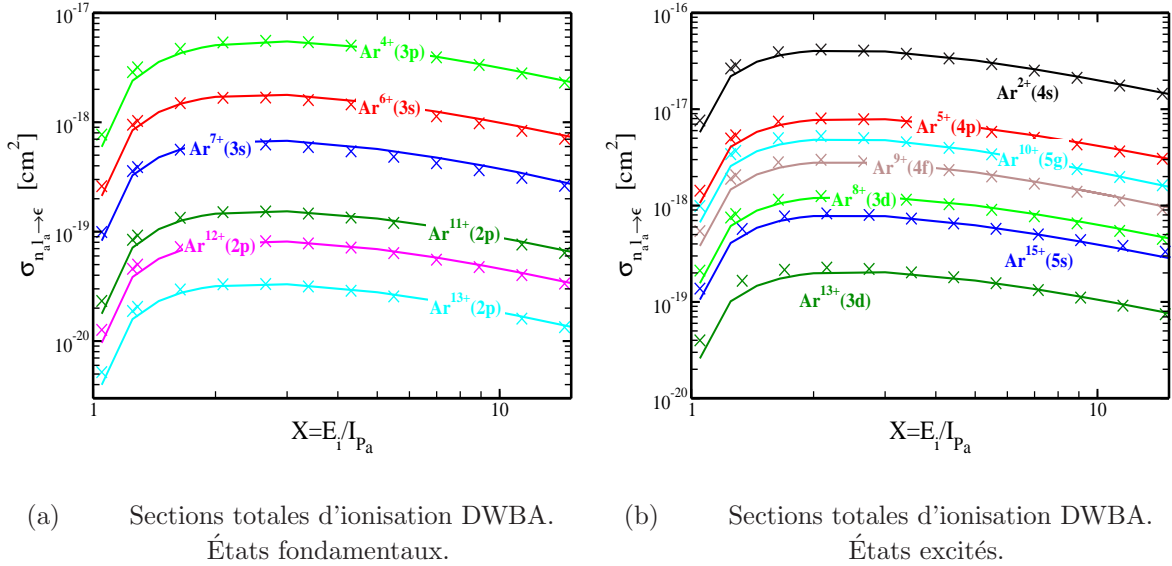 10^-17
10^-18
10^-19
10^-20
σ_{n_a l_a→ϵ} [cm^2]
Ar^4+(3p)
Ar^6+(3s)
Ar^7+(3s)
Ar^11+(2p)
Ar^12+(2p)
Ar^13+(2p)
1 10
X=E_i/I_{P_a}
10^-16
10^-17
10^-18
10^-19
10^-20
σ_{n_a l_a→ϵ} [cm^2]
Ar^2+(4s)
Ar^5+(4p)
Ar^10+(5g)
Ar^9+(4f)
Ar^8+(3d)
Ar^15+(5s)
Ar^13+(3d)
1 10
X=E_i/I_{P_a}
(a) Sections totales d'ionisation DWBA.
États fondamentaux.
(b) Sections totales d'ionisation DWBA.
États excités.